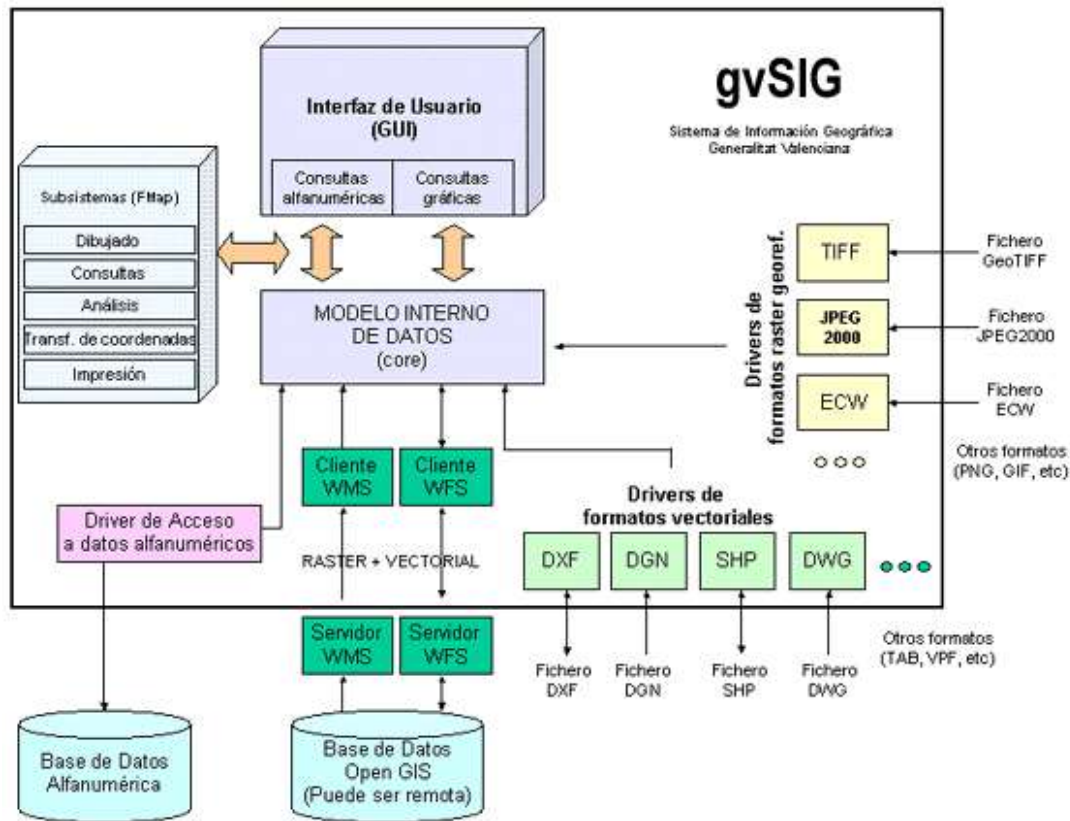 gvSIG
Sistema de Información Geográfica
Generalitat Valenciana
Interfaz de Usuario
(GUI)
Consultas
alfanuméricas
Consultas
gráficas
Subsistemas (FMap)
Dibujado
Consultas
Análisis
Transf. de coordenadas
Impresión
MODELO INTERNO
DE DATOS
(core)
Drivers de
formatos raster georef.
TIFF
JPEG
2000
ECW
Fichero
GeoTIFF
Fichero
JPEG2000
Fichero
ECW
Otros formatos
(PNG, GIF, etc)
Cliente
WMS
Cliente
WFS
Driver de Acceso
a datos alfanuméricos
RASTER + VECTORIAL
Drivers de
formatos vectoriales
DXF
DGN
SHP
DWG
Servidor
WMS
Servidor
WFS
Fichero
DXF
Fichero
DGN
Fichero
SHP
Fichero
DWG
Otros formatos
(TAB, VPF, etc)
Base de Datos
Alfanumérica
Base de Datos
Open GIS
(Puede ser remota)